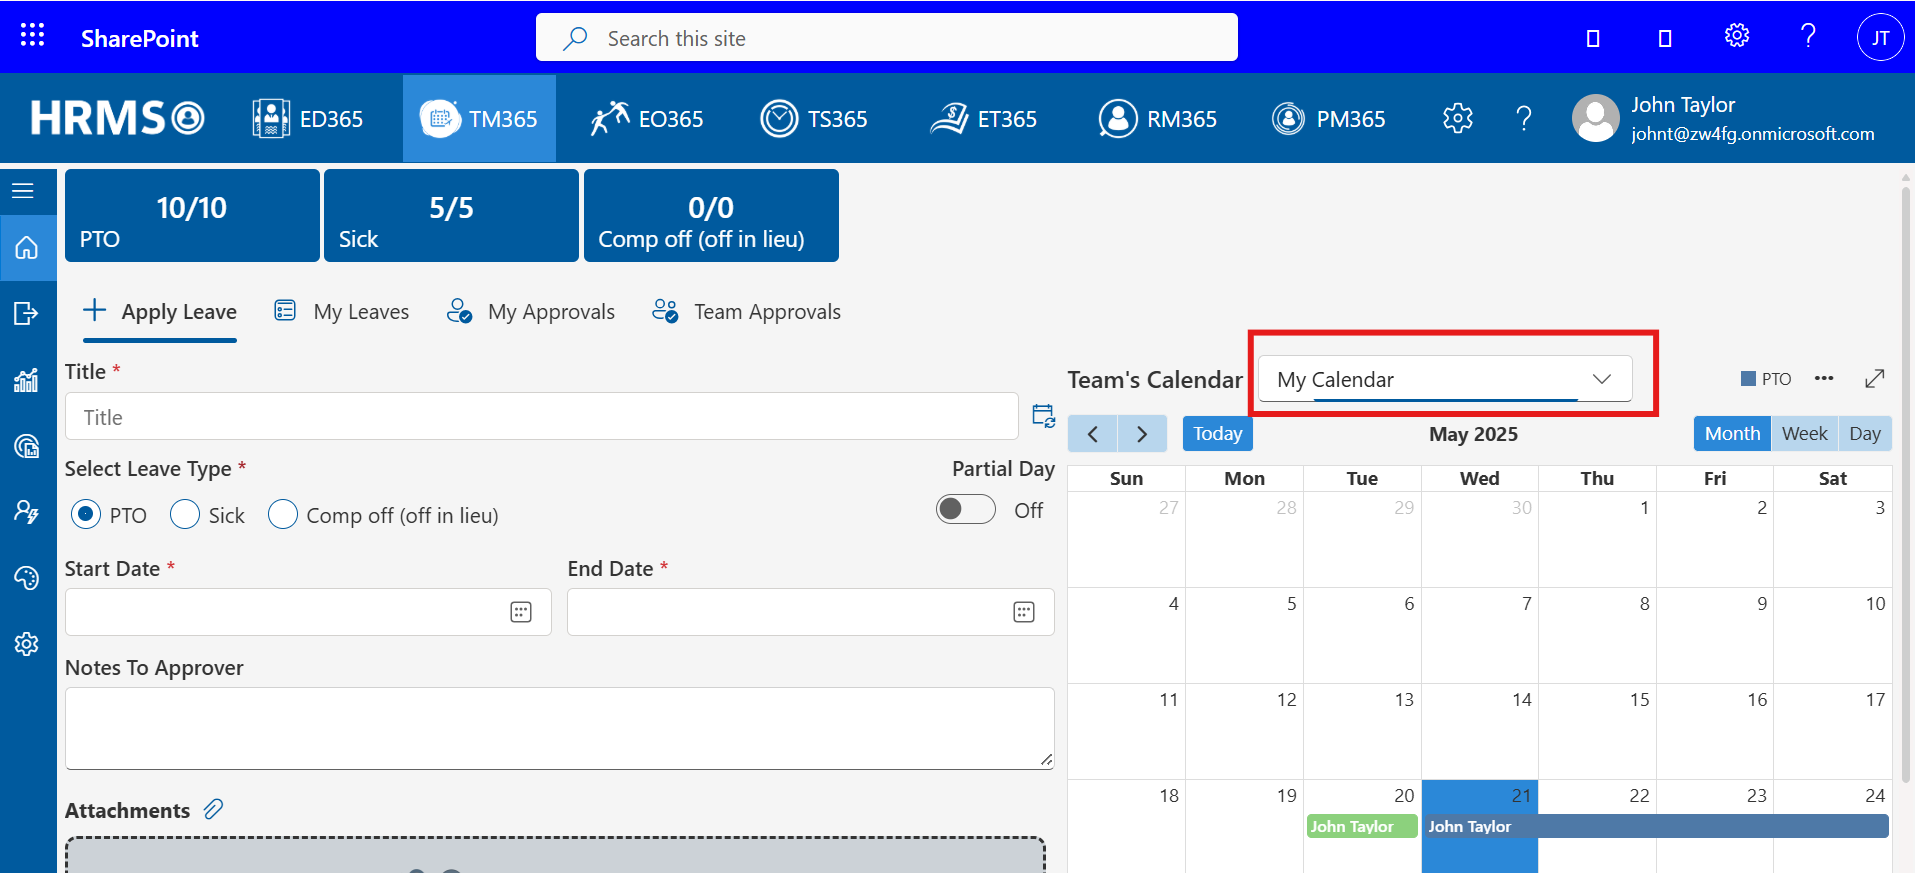 SharePoint
Search this site
JT
HRMS
ED365
TM365
EO365
TS365
ET365
RM365
PM365
John Taylor
johnt@zw4fg.onmicrosoft.com
10/10
PTO
5/5
Sick
0/0
Comp off (off in lieu)
Apply Leave
My Leaves
My Approvals
Team Approvals
Title *
Title
Select Leave Type *
Partial Day
PTO
Sick
Comp off (off in lieu)
Off
Start Date *
End Date *
Notes To Approver
Attachments
Team's Calendar
My Calendar
PTO
Today
May 2025
Month
Week
Day
Sun Mon Tue Wed Thu Fri Sat
27 28 29 30 1 2 3
4 5 6 7 8 9 10
11 12 13 14 15 16 17
18 19 20 21 22 23 24
John Taylor
John Taylor